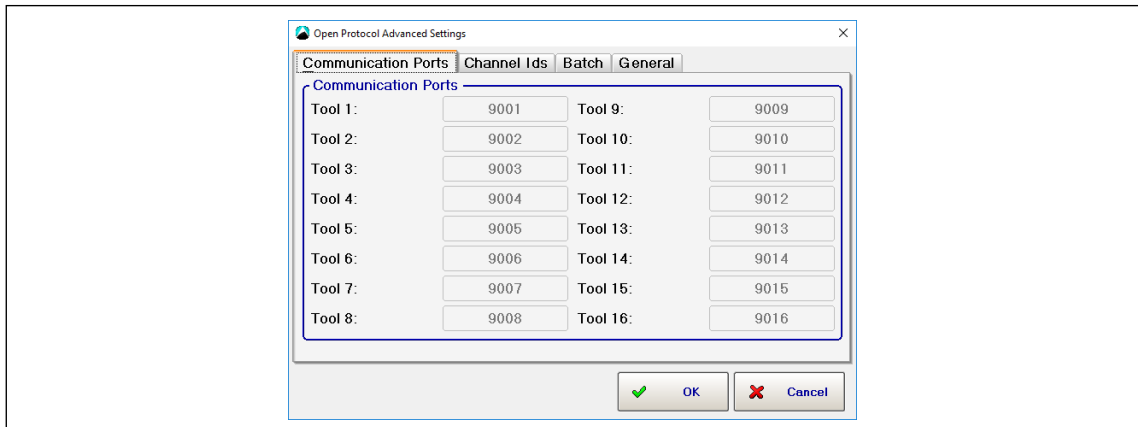 Open Protocol Advanced Settings
Communication Ports Channel Ids Batch General
Communication Ports
Tool 1: 9001 Tool 9: 9009
Tool 2: 9002 Tool 10: 9010
Tool 3: 9003 Tool 11: 9011
Tool 4: 9004 Tool 12: 9012
Tool 5: 9005 Tool 13: 9013
Tool 6: 9006 Tool 14: 9014
Tool 7: 9007 Tool 15: 9015
Tool 8: 9008 Tool 16: 9016
OK Cancel